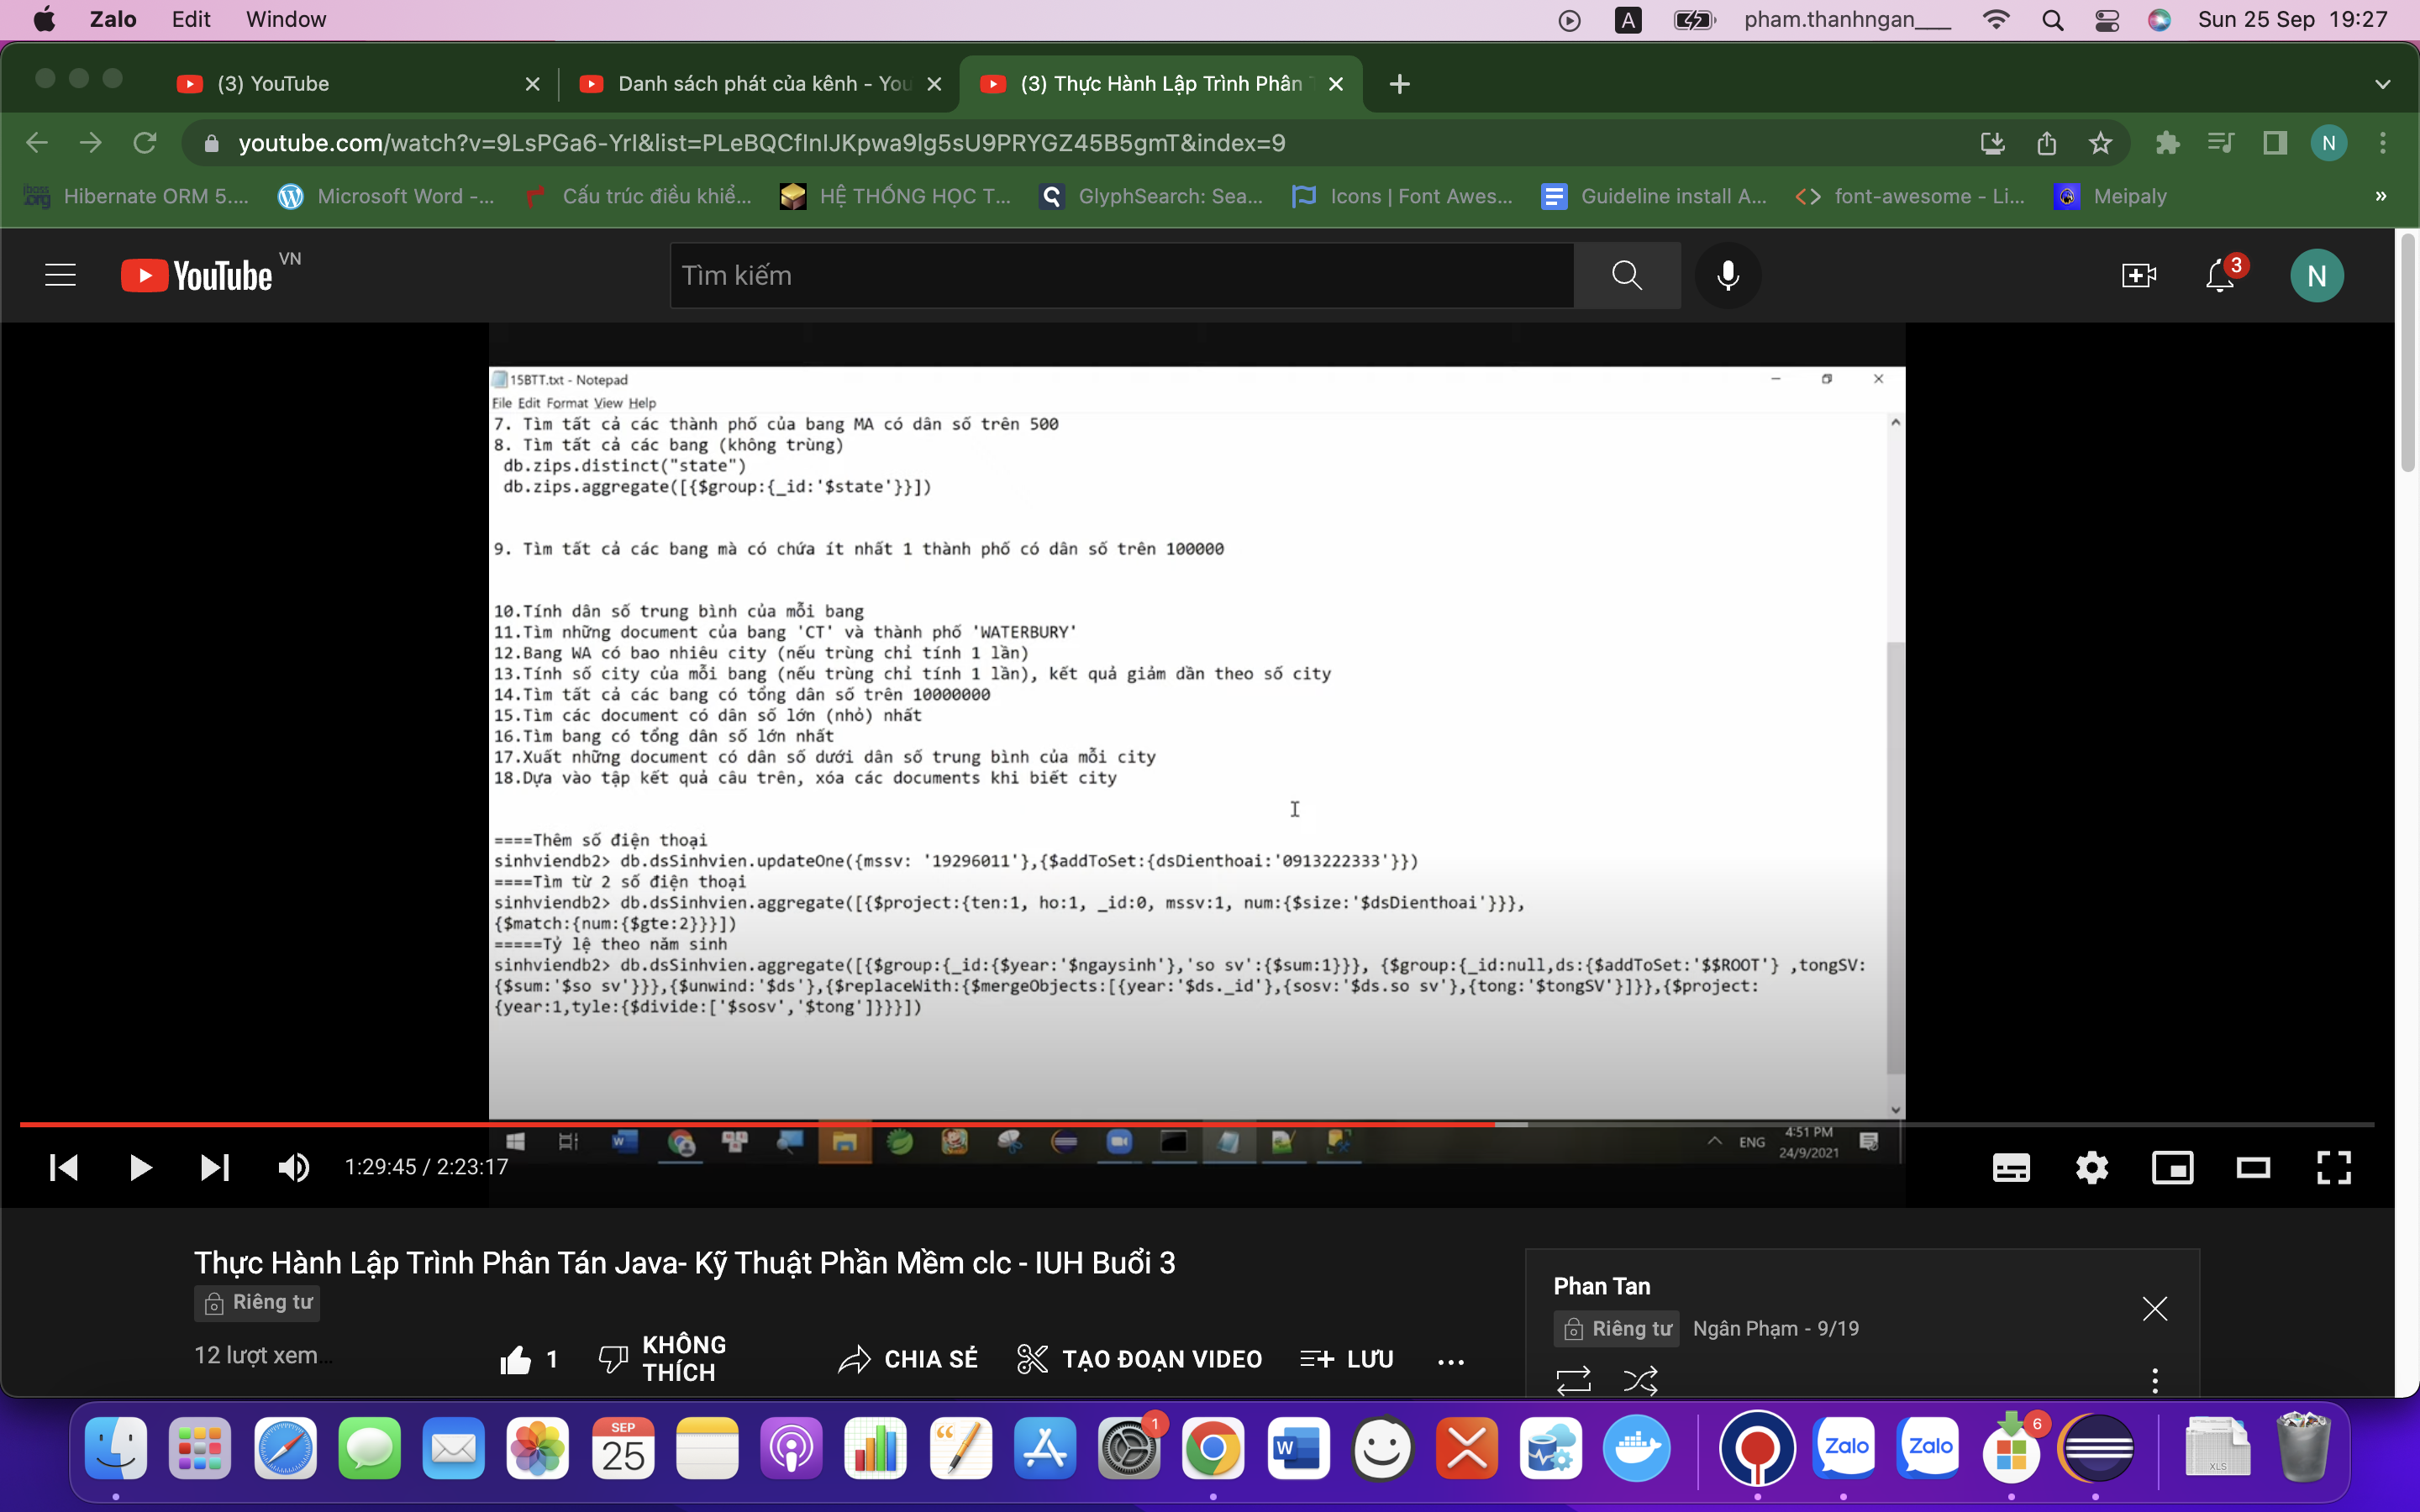 Zalo Edit Window
A pham.thanhngan___ Sun 25 Sep 19:27
(3) YouTube
Danh sách phát của kênh - You
(3) Thực Hành Lập Trình Phân T
youtube.com/watch?v=9LsPGa6-YrI&list=PLeBQCfInIJKpwa9lg5sU9PRYGZ45B5gmT&index=9
N
Hibernate ORM 5.... Microsoft Word -... Cấu trúc điều khiể... HỆ THỐNG HỌC T... GlyphSearch: Sea... Icons | Font Awes... Guideline install A... font-awesome - Li... Meipaly »
YouTube VN
Tìm kiếm
3
N
15BTT.txt - Notepad
File Edit Format View Help
7. Tìm tất cả các thành phố của bang MA có dân số trên 500
8. Tìm tất cả các bang (không trùng)
db.zips.distinct("state")
db.zips.aggregate([{$group:{_id:'$state'}}])
9. Tìm tất cả các bang mà có chứa ít nhất 1 thành phố có dân số trên 100000
10.Tính dân số trung bình của mỗi bang
11.Tìm những document của bang 'CT' và thành phố 'WATERBURY'
12.Bang WA có bao nhiêu city (nếu trùng chỉ tính 1 lần)
13.Tính số city của mỗi bang (nếu trùng chỉ tính 1 lần), kết quả giảm dần theo số city
14.Tìm tất cả các bang có tổng dân số trên 10000000
15.Tìm các document có dân số lớn (nhỏ) nhất
16.Tìm bang có tổng dân số lớn nhất
17.Xuất những document có dân số dưới dân số trung bình của mỗi city
18.Dựa vào tập kết quả câu trên, xóa các documents khi biết city
====Thêm số điện thoại
sinhviendb2> db.dsSinhvien.updateOne({mssv: '19296011'},{$addToSet:{dsDienthoai:'0913222333'}})
====Tìm từ 2 số điện thoại
sinhviendb2> db.dsSinhvien.aggregate([{$project:{ten:1, ho:1, _id:0, mssv:1, num:{$size:'$dsDienthoai'}}},
{$match:{num:{$gte:2}}}])
=====Tỷ lệ theo năm sinh
sinhviendb2> db.dsSinhvien.aggregate([{$group:{_id:{$year:'$ngaysinh'},'so sv':{$sum:1}}}, {$group:{_id:null,ds:{$addToSet:'$$ROOT'} ,tongSV:
{$sum:'$so sv'}}},{$unwind:'$ds'},{$replaceWith:{$mergeObjects:[{year:'$ds._id'},{sosv:'$ds.so sv'},{tong:'$tongSV'}]}},{$project:
{year:1,tyle:{$divide:['$sosv','$tong']}}}])
ENG
4:51 PM
24/9/2021
1:29:45 / 2:23:17
Thực Hành Lập Trình Phân Tán Java- Kỹ Thuật Phần Mềm clc - IUH Buổi 3
Riêng tư
12 lượt xem
1
KHÔNG
THÍCH
CHIA SẺ
TẠO ĐOẠN VIDEO
LƯU
Phan Tan
Riêng tư Ngân Phạm - 9/19
SEP
25
1
W
Zalo
Zalo
6
XLS